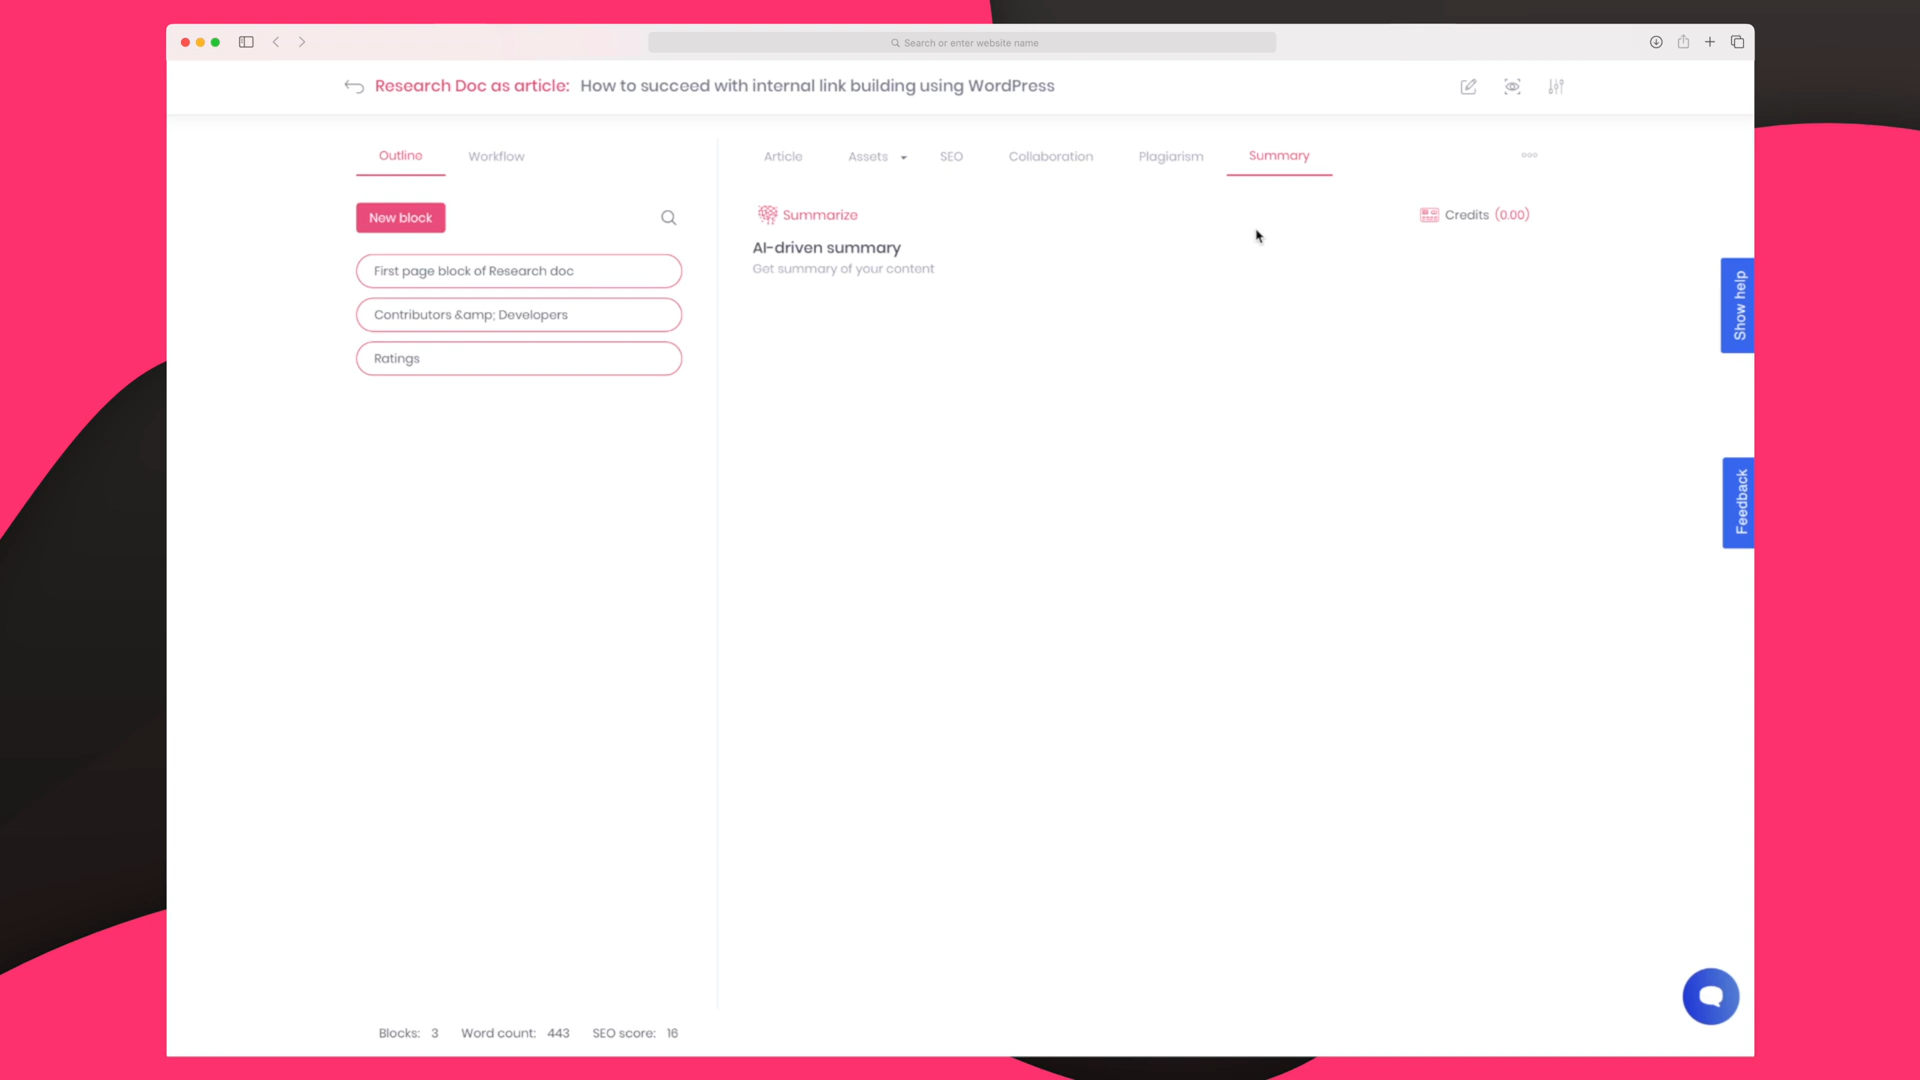 Search or enter website name
Research Doc as article: How to succeed with internal link building using WordPress
Outline Workflow
Article Assets SEO Collaboration Plagiarism Summary
New block
Summarize
Credits (0.00)
AI-driven summary
Get summary of your content
First page block of Research doc
Contributors &amp; Developers
Ratings
Show help
Feedback
Blocks: 3 Word count: 443 SEO score: 16